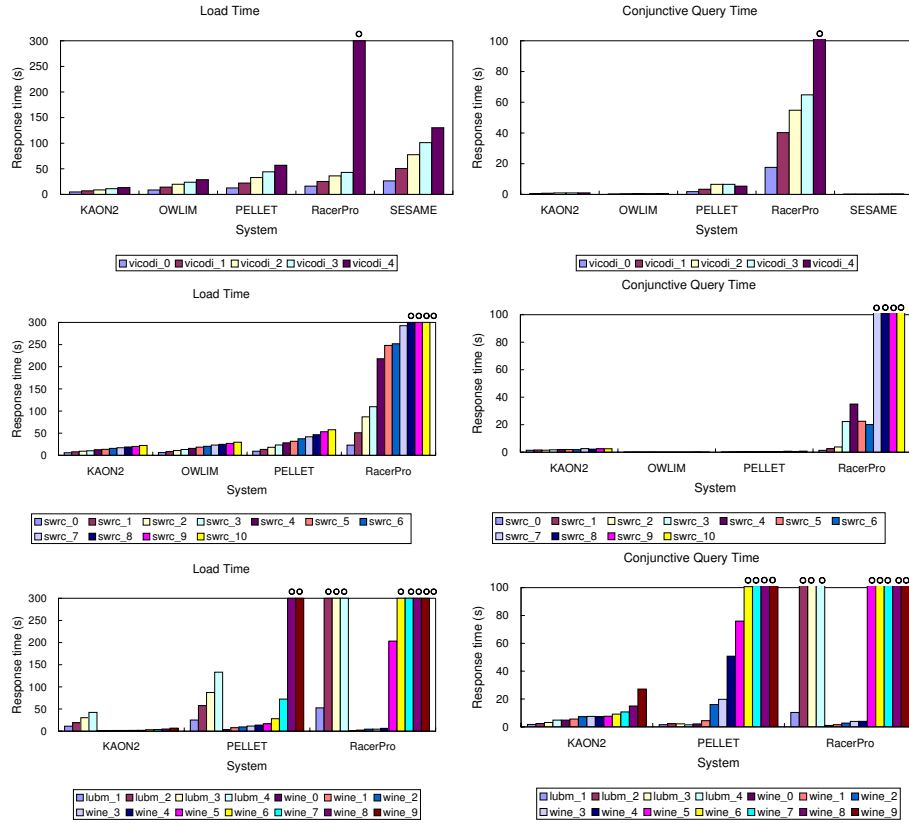 Load Time
Response time (s)
300
250
200
150
100
50
0
KAON2 OWLIM PELLET RacerPro SESAME
System
vicodi_0 vicodi_1 vicodi_2 vicodi_3 vicodi_4
Conjunctive Query Time
Response time (s)
100
80
60
40
20
0
KAON2 OWLIM PELLET RacerPro SESAME
System
vicodi_0 vicodi_1 vicodi_2 vicodi_3 vicodi_4
Load Time
Response time (s)
300
250
200
150
100
50
0
KAON2 OWLIM PELLET RacerPro
System
swrc_0 swrc_1 swrc_2 swrc_3 swrc_4 swrc_5 swrc_6
swrc_7 swrc_8 swrc_9 swrc_10
Conjunctive Query Time
Response time (s)
100
80
60
40
20
0
KAON2 OWLIM PELLET RacerPro
System
swrc_0 swrc_1 swrc_2 swrc_3 swrc_4 swrc_5 swrc_6
swrc_7 swrc_8 swrc_9 swrc_10
Load Time
Response time (s)
300
250
200
150
100
50
0
KAON2 PELLET RacerPro
System
lubm_1 lubm_2 lubm_3 lubm_4 wine_0 wine_1 wine_2
wine_3 wine_4 wine_5 wine_6 wine_7 wine_8 wine_9
Conjunctive Query Time
Response time (s)
100
80
60
40
20
0
KAON2 PELLET RacerPro
System
lubm_1 lubm_2 lubm_3 lubm_4 wine_0 wine_1 wine_2
wine_3 wine_4 wine_5 wine_6 wine_7 wine_8 wine_9